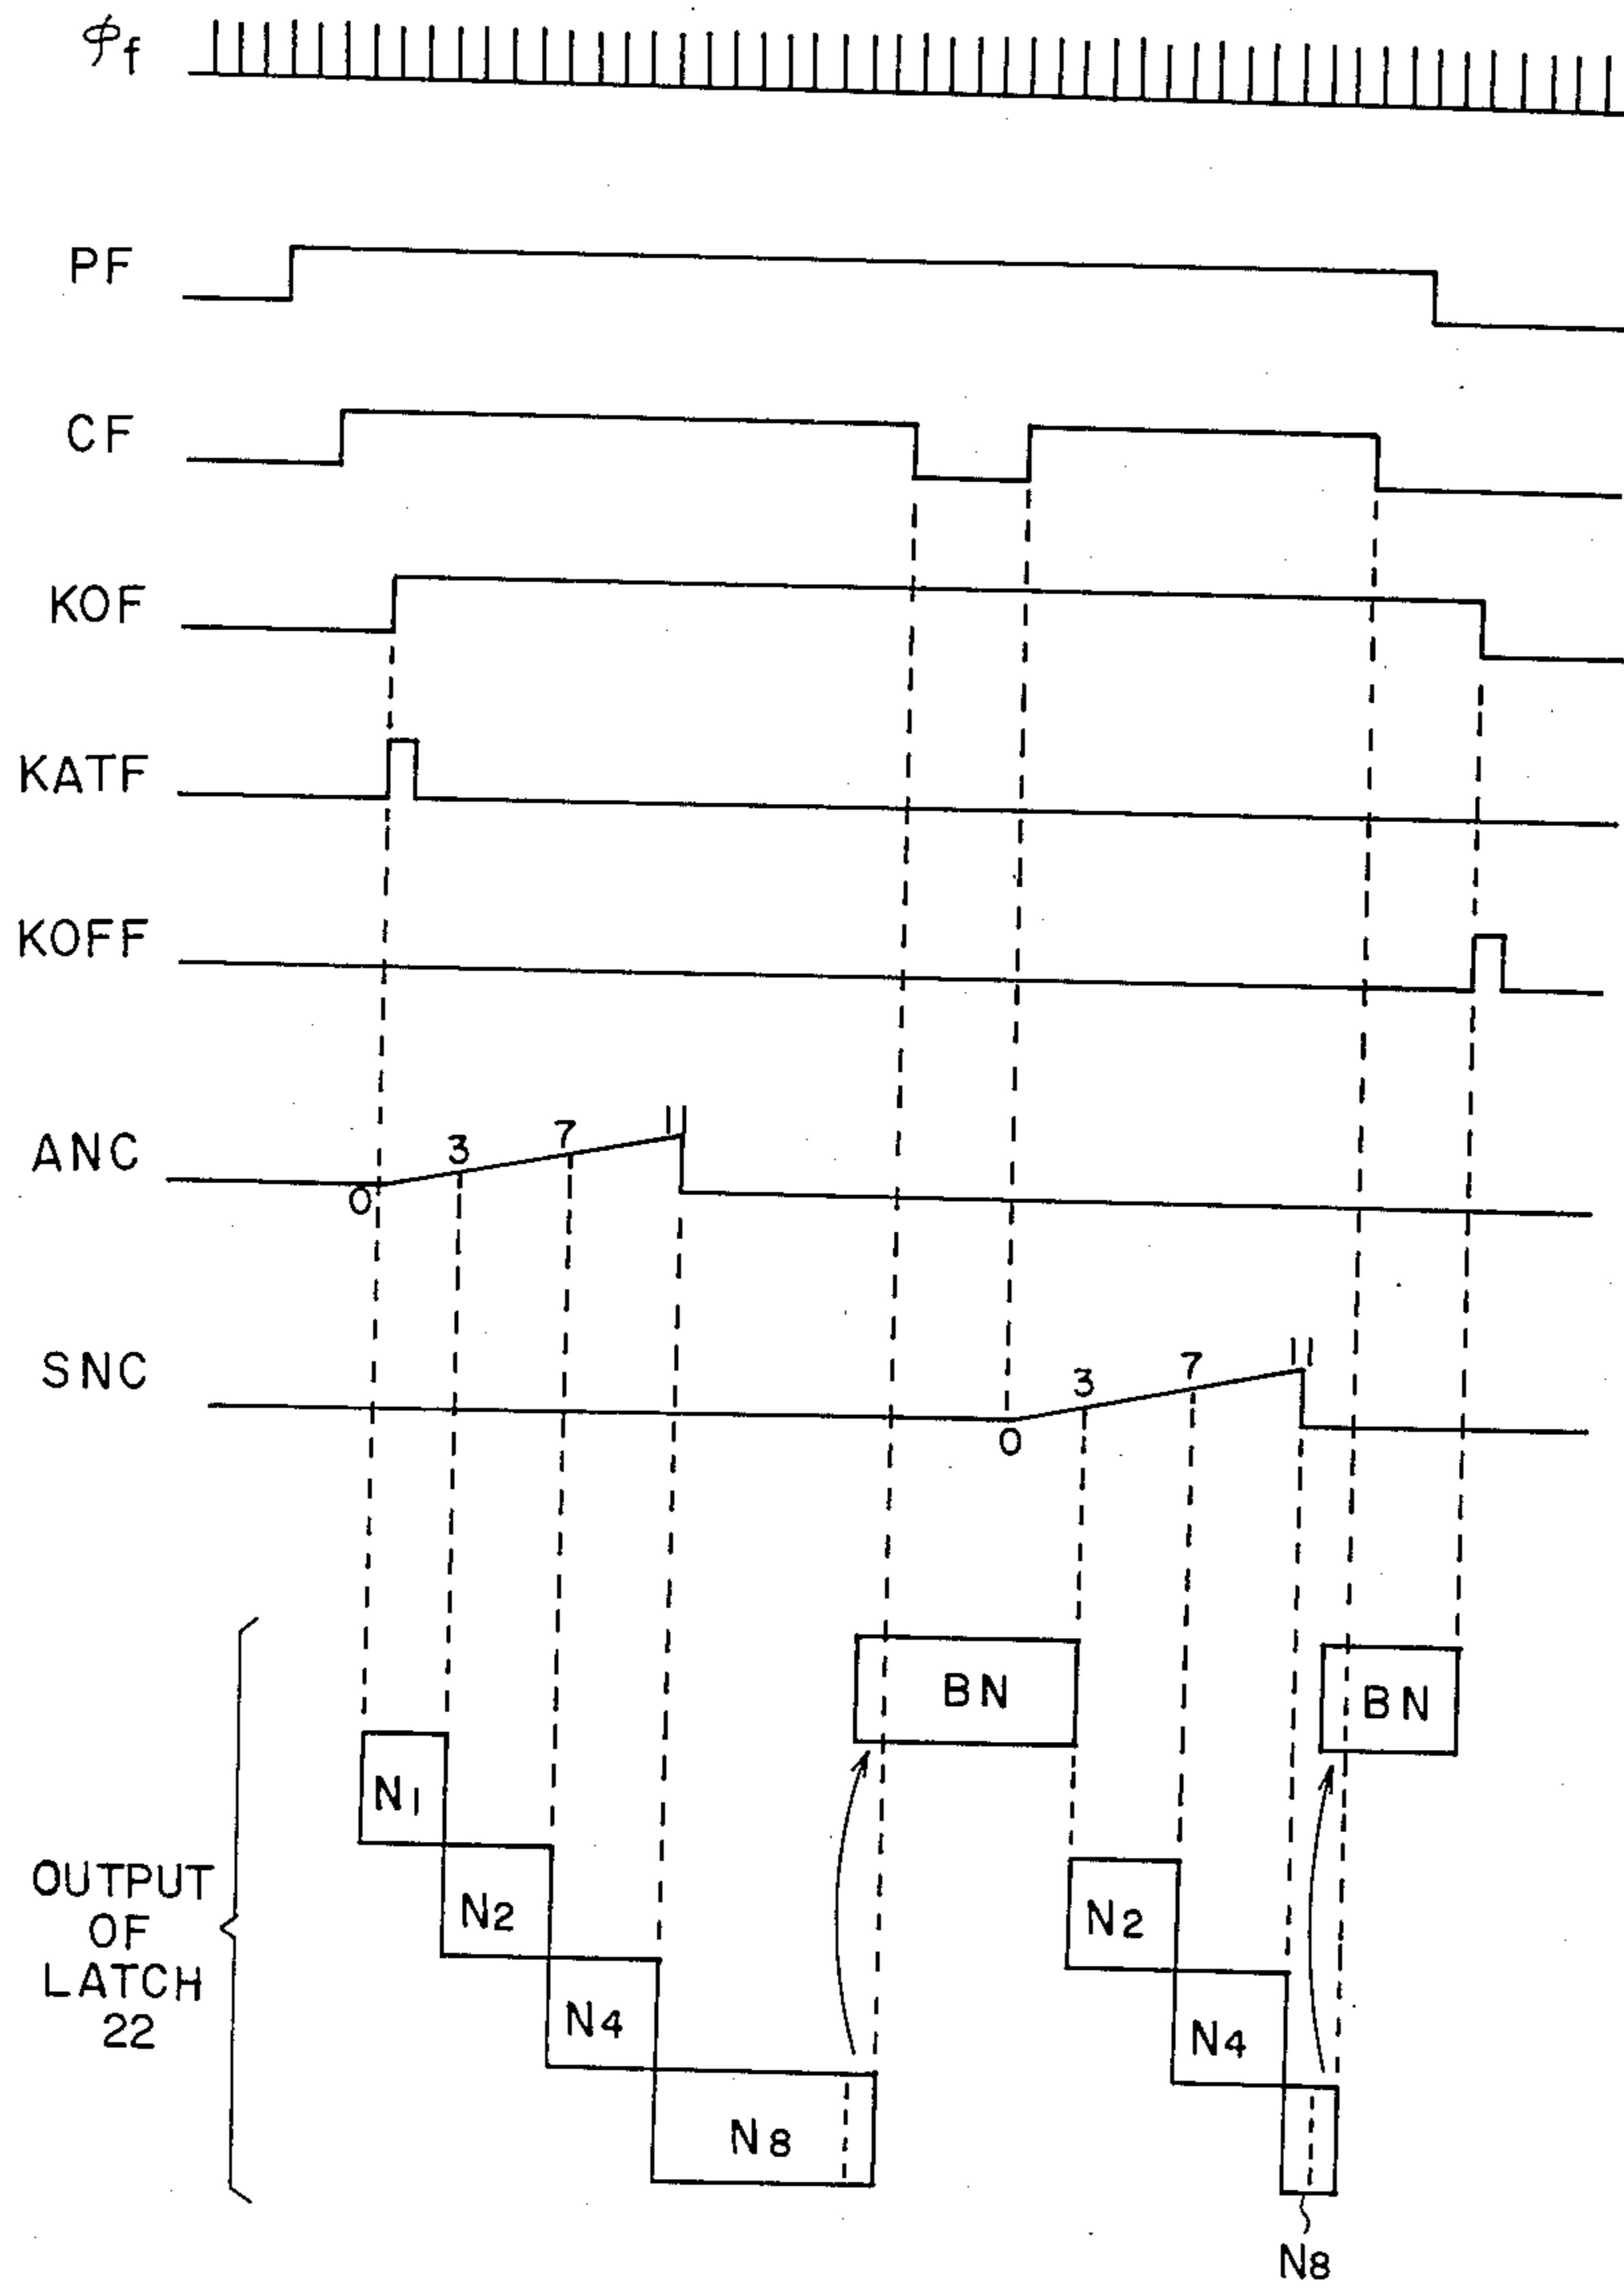 ϕf
PF
CF
KOF
KATF
KOFF
ANC
0
3
7
11
SNC
0
3
7
11
BN
BN
N1
N2
N4
N8
N2
N4
N8
OUTPUT
OF
LATCH
22